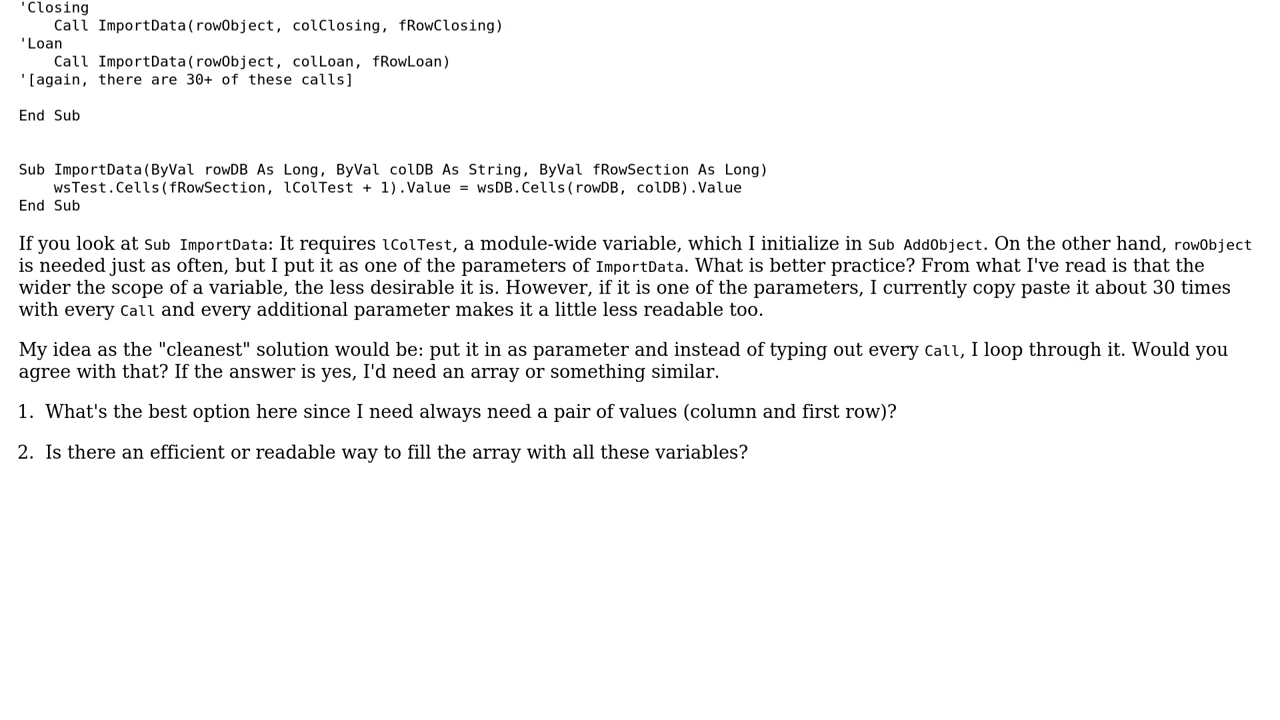 'Closing
    Call ImportData(rowObject, colClosing, fRowClosing)
'Loan
    Call ImportData(rowObject, colLoan, fRowLoan)
'[again, there are 30+ of these calls]

End Sub


Sub ImportData(ByVal rowDB As Long, ByVal colDB As String, ByVal fRowSection As Long)
    wsTest.Cells(fRowSection, lColTest + 1).Value = wsDB.Cells(rowDB, colDB).Value
End Sub

If you look at Sub ImportData: It requires lColTest, a module-wide variable, which I initialize in Sub AddObject. On the other hand, rowObject
is needed just as often, but I put it as one of the parameters of ImportData. What is better practice? From what I've read is that the
wider the scope of a variable, the less desirable it is. However, if it is one of the parameters, I currently copy paste it about 30 times
with every Call and every additional parameter makes it a little less readable too.

My idea as the "cleanest" solution would be: put it in as parameter and instead of typing out every Call, I loop through it. Would you
agree with that? If the answer is yes, I'd need an array or something similar.

1. What's the best option here since I need always need a pair of values (column and first row)?

2. Is there an efficient or readable way to fill the array with all these variables?